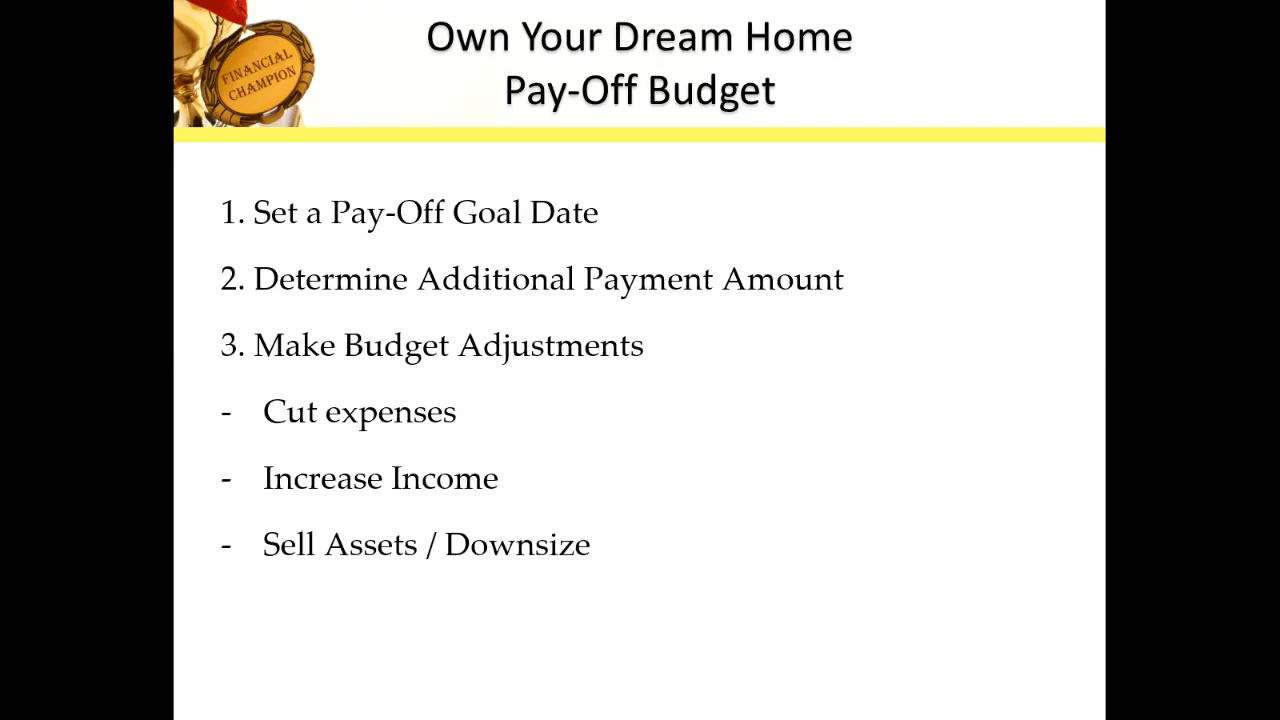 FINANCIAL
CHAMPION
Own Your Dream Home
Pay-Off Budget
1. Set a Pay-Off Goal Date
2. Determine Additional Payment Amount
3. Make Budget Adjustments
- Cut expenses
- Increase Income
- Sell Assets / Downsize